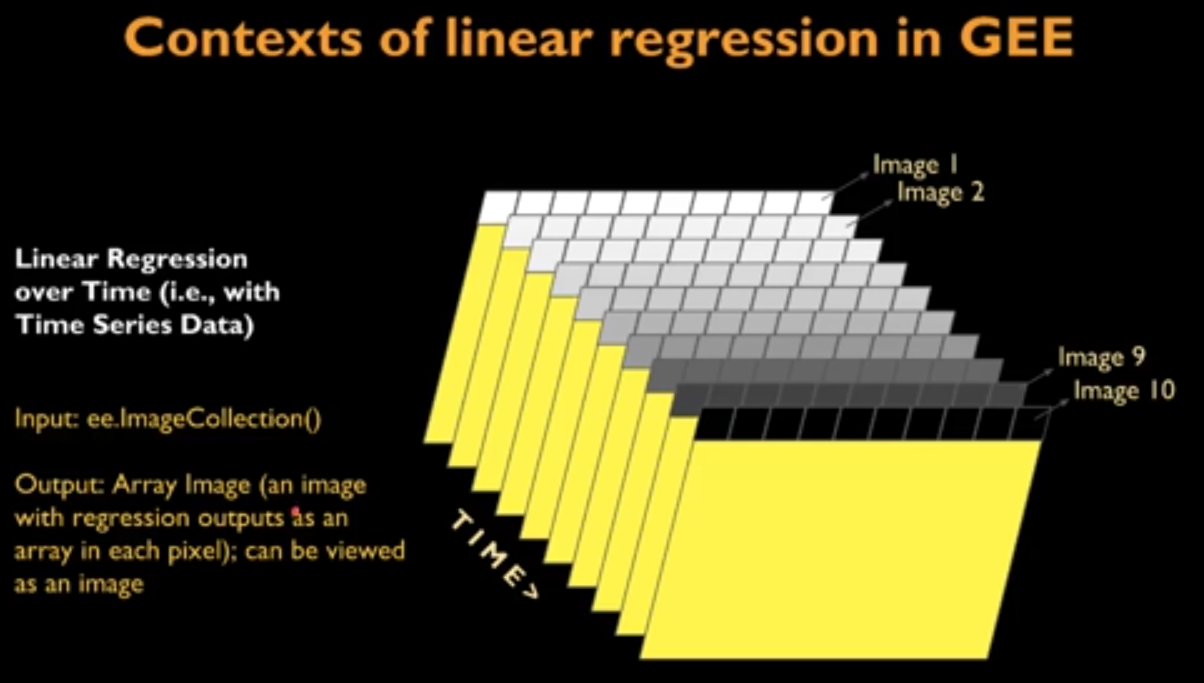 Contexts of linear regression in GEE
Image 1
Image 2
Linear Regression
over Time (i.e., with
Time Series Data)
Image 9
Image 10
Input: ee.ImageCollection()
Output: Array Image (an image
with regression outputs as an
array in each pixel); can be viewed
as an image
TIME>